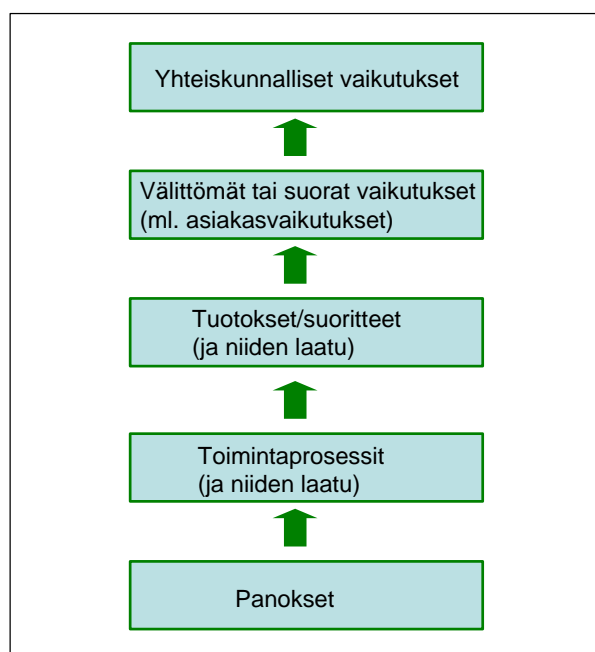 Yhteiskunnalliset vaikutukset
Välittömät tai suorat vaikutukset
(ml. asiakasvaikutukset)
Tuotokset/suoritteet
(ja niiden laatu)
Toimintaprosessit
(ja niiden laatu)
Panokset